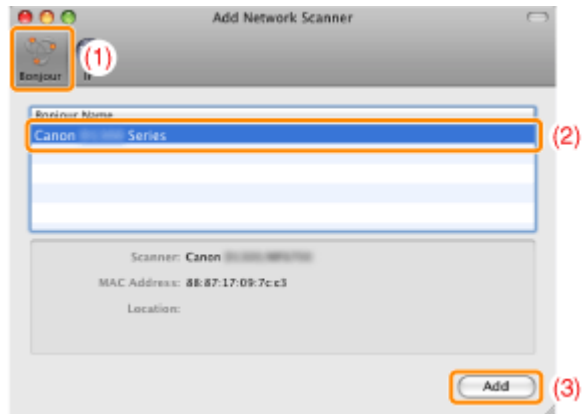 Add Network Scanner
(1)
Bonjour
Bonjour Name
Canon Series
(2)
Scanner: Canon
MAC Address: 88:87:17:09:7c:c3
Location:
Add
(3)